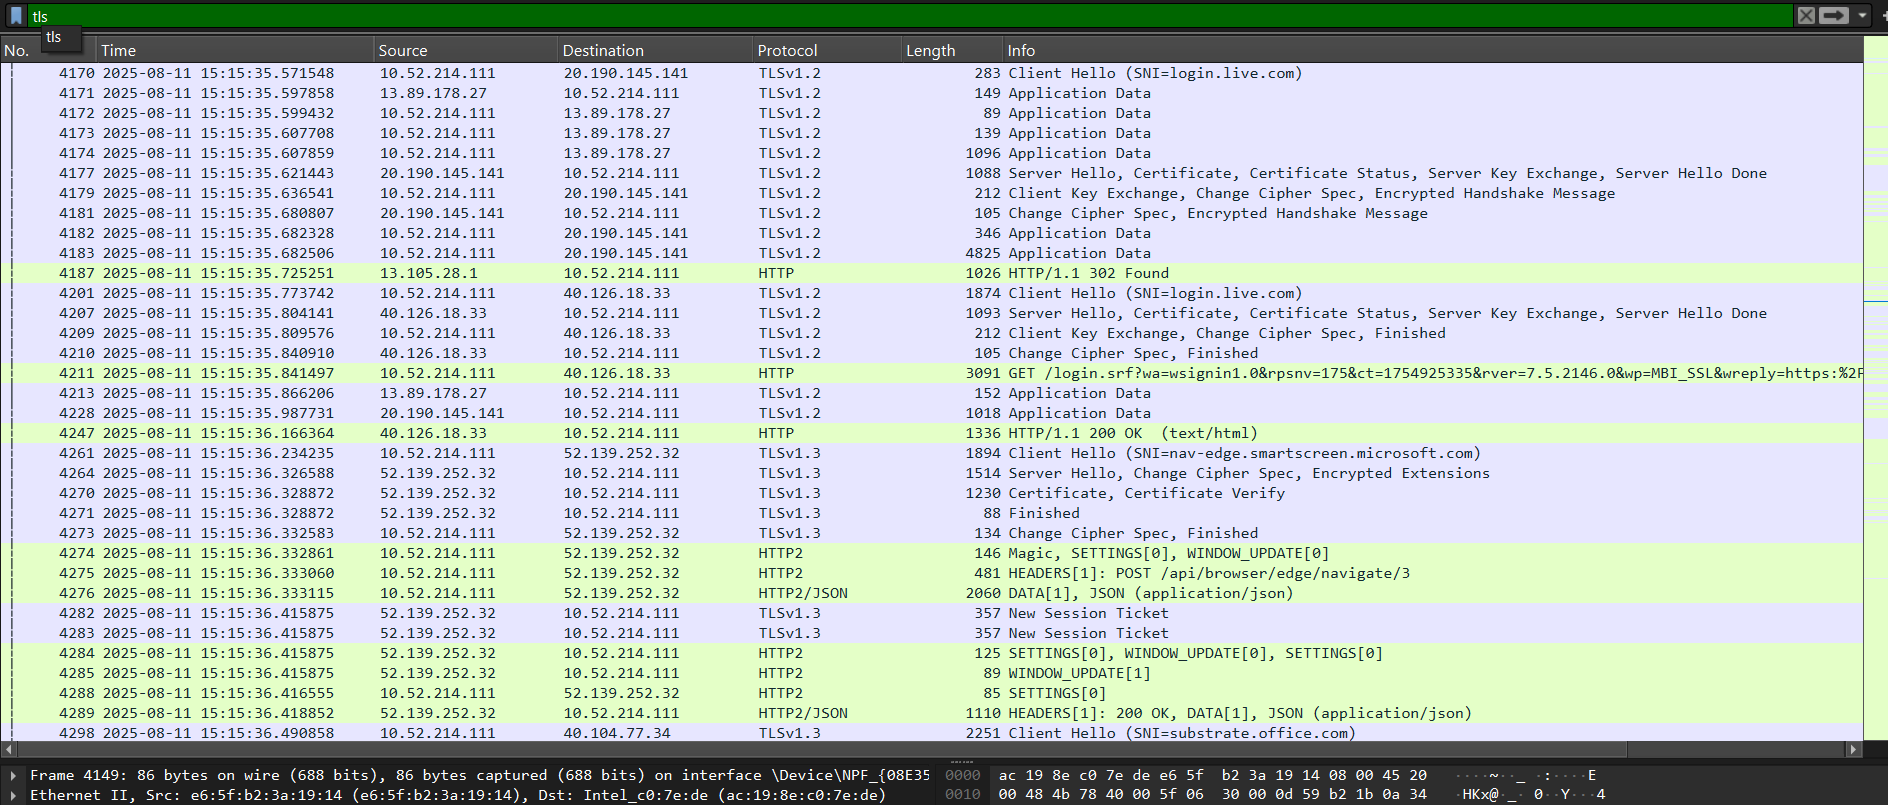 tls
tls
No. Time Source Destination Protocol Length Info
4170 2025-08-11 15:15:35.571548 10.52.214.111 20.190.145.141 TLSv1.2 283 Client Hello (SNI=login.live.com)
4171 2025-08-11 15:15:35.597858 13.89.178.27 10.52.214.111 TLSv1.2 149 Application Data
4172 2025-08-11 15:15:35.599432 10.52.214.111 13.89.178.27 TLSv1.2 89 Application Data
4173 2025-08-11 15:15:35.607708 10.52.214.111 13.89.178.27 TLSv1.2 139 Application Data
4174 2025-08-11 15:15:35.607859 10.52.214.111 13.89.178.27 TLSv1.2 1096 Application Data
4177 2025-08-11 15:15:35.621443 20.190.145.141 10.52.214.111 TLSv1.2 1088 Server Hello, Certificate, Certificate Status, Server Key Exchange, Server Hello Done
4179 2025-08-11 15:15:35.636541 10.52.214.111 20.190.145.141 TLSv1.2 212 Client Key Exchange, Change Cipher Spec, Encrypted Handshake Message
4181 2025-08-11 15:15:35.680807 20.190.145.141 10.52.214.111 TLSv1.2 105 Change Cipher Spec, Encrypted Handshake Message
4182 2025-08-11 15:15:35.682328 10.52.214.111 20.190.145.141 TLSv1.2 346 Application Data
4183 2025-08-11 15:15:35.682506 10.52.214.111 20.190.145.141 TLSv1.2 4825 Application Data
4187 2025-08-11 15:15:35.725251 13.105.28.1 10.52.214.111 HTTP 1026 HTTP/1.1 302 Found
4201 2025-08-11 15:15:35.773742 10.52.214.111 40.126.18.33 TLSv1.2 1874 Client Hello (SNI=login.live.com)
4207 2025-08-11 15:15:35.804141 40.126.18.33 10.52.214.111 TLSv1.2 1093 Server Hello, Certificate, Certificate Status, Server Key Exchange, Server Hello Done
4209 2025-08-11 15:15:35.809576 10.52.214.111 40.126.18.33 TLSv1.2 212 Client Key Exchange, Change Cipher Spec, Finished
4210 2025-08-11 15:15:35.840910 40.126.18.33 10.52.214.111 TLSv1.2 105 Change Cipher Spec, Finished
4211 2025-08-11 15:15:35.841497 10.52.214.111 40.126.18.33 HTTP 3091 GET /login.srf?wa=wsignin1.0&rpsnv=175&ct=1754925335&rver=7.5.2146.0&wp=MBI_SSL&wreply=https:%2F
4213 2025-08-11 15:15:35.866206 13.89.178.27 10.52.214.111 TLSv1.2 152 Application Data
4228 2025-08-11 15:15:35.987731 20.190.145.141 10.52.214.111 TLSv1.2 1018 Application Data
4247 2025-08-11 15:15:36.166364 40.126.18.33 10.52.214.111 HTTP 1336 HTTP/1.1 200 OK (text/html)
4261 2025-08-11 15:15:36.234235 10.52.214.111 52.139.252.32 TLSv1.3 1894 Client Hello (SNI=nav-edge.smartscreen.microsoft.com)
4264 2025-08-11 15:15:36.326588 52.139.252.32 10.52.214.111 TLSv1.3 1514 Server Hello, Change Cipher Spec, Encrypted Extensions
4270 2025-08-11 15:15:36.328872 52.139.252.32 10.52.214.111 TLSv1.3 1230 Certificate, Certificate Verify
4271 2025-08-11 15:15:36.328872 52.139.252.32 10.52.214.111 TLSv1.3 88 Finished
4273 2025-08-11 15:15:36.332583 10.52.214.111 52.139.252.32 TLSv1.3 134 Change Cipher Spec, Finished
4274 2025-08-11 15:15:36.332861 10.52.214.111 52.139.252.32 HTTP2 146 Magic, SETTINGS[0], WINDOW_UPDATE[0]
4275 2025-08-11 15:15:36.333060 10.52.214.111 52.139.252.32 HTTP2 481 HEADERS[1]: POST /api/browser/edge/navigate/3
4276 2025-08-11 15:15:36.333115 10.52.214.111 52.139.252.32 HTTP2/JSON 2060 DATA[1], JSON (application/json)
4282 2025-08-11 15:15:36.415875 52.139.252.32 10.52.214.111 TLSv1.3 357 New Session Ticket
4283 2025-08-11 15:15:36.415875 52.139.252.32 10.52.214.111 TLSv1.3 357 New Session Ticket
4284 2025-08-11 15:15:36.415875 52.139.252.32 10.52.214.111 HTTP2 125 SETTINGS[0], WINDOW_UPDATE[0], SETTINGS[0]
4285 2025-08-11 15:15:36.415875 52.139.252.32 10.52.214.111 HTTP2 89 WINDOW_UPDATE[1]
4288 2025-08-11 15:15:36.416555 10.52.214.111 52.139.252.32 HTTP2 85 SETTINGS[0]
4289 2025-08-11 15:15:36.418852 52.139.252.32 10.52.214.111 HTTP2/JSON 1110 HEADERS[1]: 200 OK, DATA[1], JSON (application/json)
4298 2025-08-11 15:15:36.490858 10.52.214.111 40.104.77.34 TLSv1.3 2251 Client Hello (SNI=substrate.office.com)
Frame 4149: 86 bytes on wire (688 bits), 86 bytes captured (688 bits) on interface \Device\NPF_{08E35 0000 ac 19 8e c0 7e de e6 5f b2 3a 19 14 08 00 45 20 ····~··_ ·:····E
Ethernet II, Src: e6:5f:b2:3a:19:14 (e6:5f:b2:3a:19:14), Dst: Intel_c0:7e:de (ac:19:8e:c0:7e:de) 0010 00 48 4b 78 40 00 5f 06 30 00 0d 59 b2 1b 0a 34 ·HKx@·_· 0··Y···4